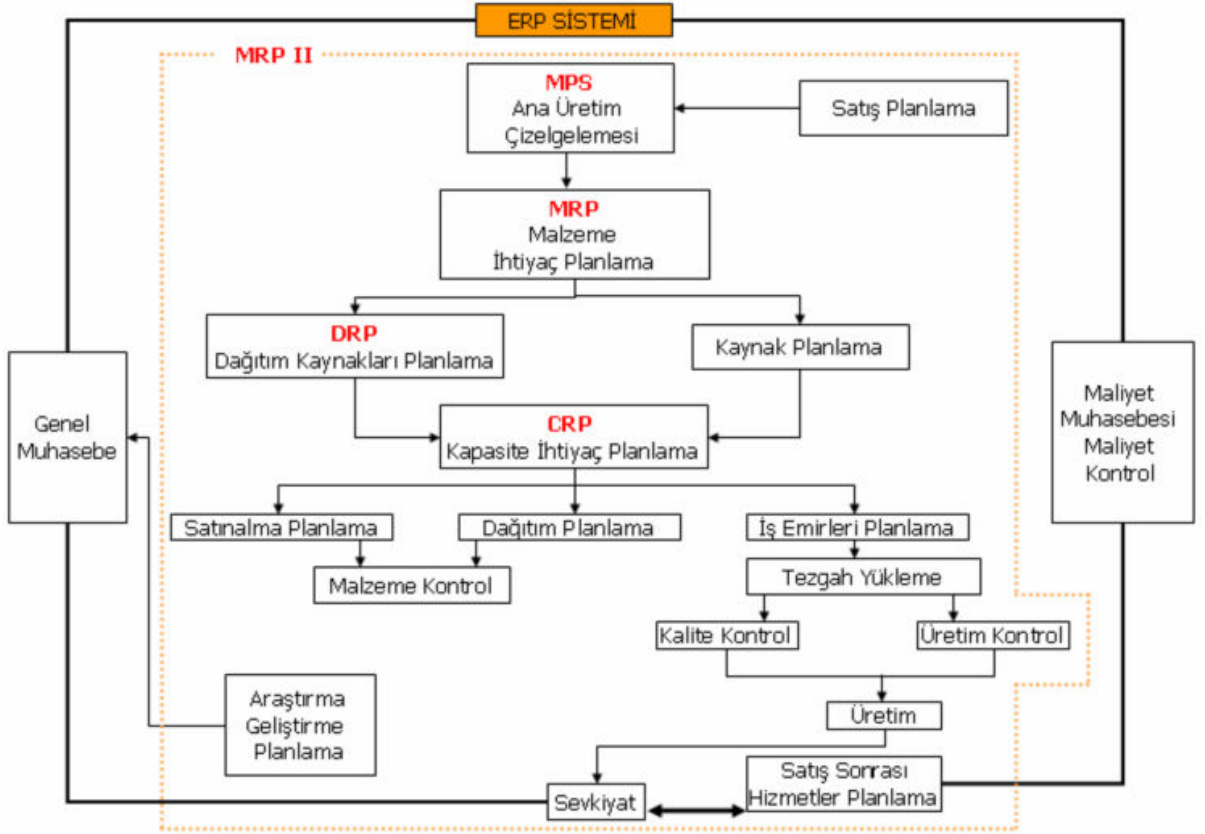 ERP SİSTEMİ
MRP II
MPS
Ana Üretim
Çizelgelemesi
Satış Planlama
MRP
Malzeme
İhtiyaç Planlama
DRP
Dağıtım Kaynakları Planlama
Kaynak Planlama
Genel
Muhasebe
Maliyet
Muhasebesi
Maliyet
Kontrol
CRP
Kapasite İhtiyaç Planlama
Satınalma Planlama
Dağıtım Planlama
İş Emirleri Planlama
Malzeme Kontrol
Tezgah Yükleme
Kalite Kontrol
Üretim Kontrol
Araştırma
Geliştirme
Planlama
Üretim
Sevkiyat
Satış Sonrası
Hizmetler Planlama